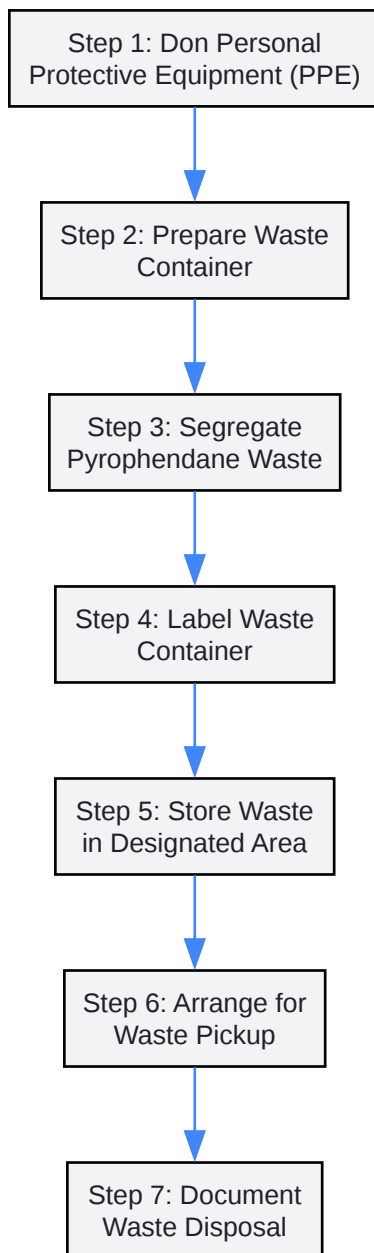 Step 1: Don Personal
Protective Equipment (PPE)
Step 2: Prepare Waste
Container
Step 3: Segregate
Pyrophendane Waste
Step 4: Label Waste
Container
Step 5: Store Waste
in Designated Area
Step 6: Arrange for
Waste Pickup
Step 7: Document
Waste Disposal